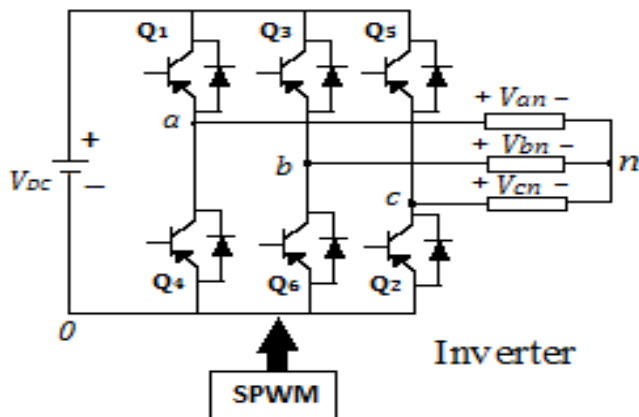 Q1 Q3 Q5
+ Van −
a
+
+ Vbn −
b
n
VDC
−
+ Vcn −
c
Q4 Q6 Q2
0
Inverter
SPWM